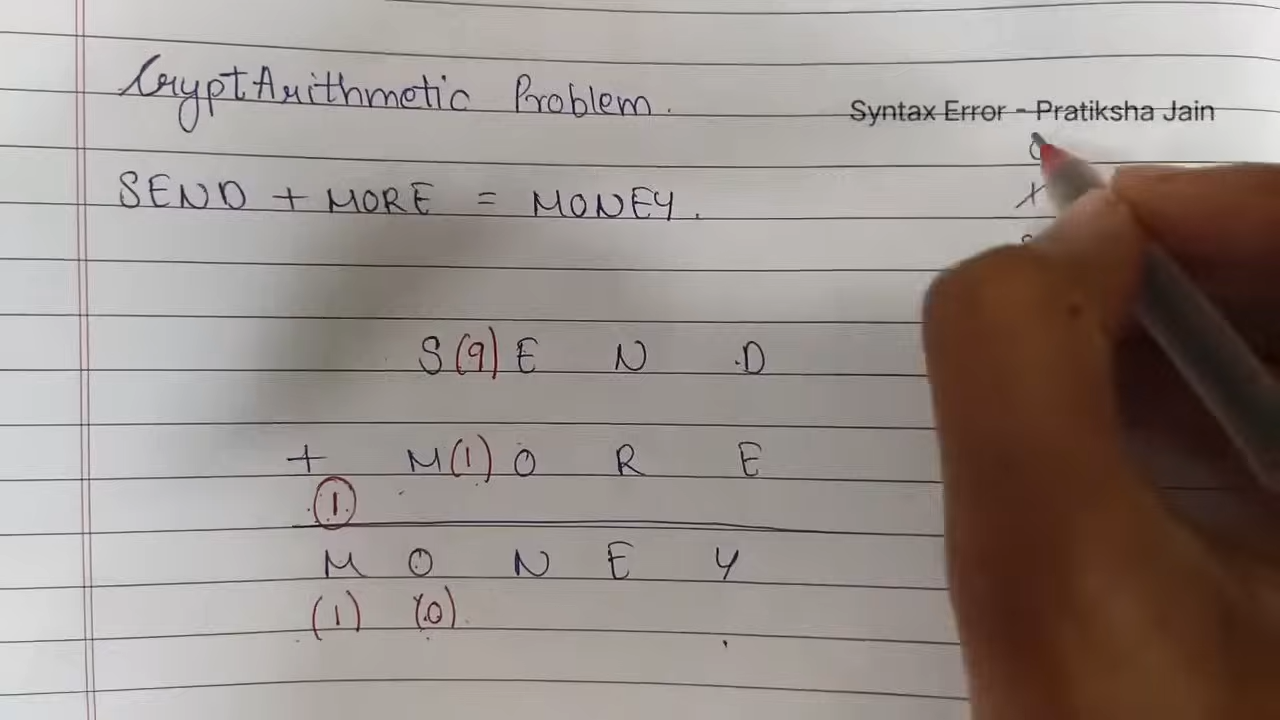 CryptArithmetic Problem.
Syntax Error - Pratiksha Jain
SEND + MORE = MONEY.
S(9) E N D
+ M(1) O R E
1
M O N E Y
(1) (0)